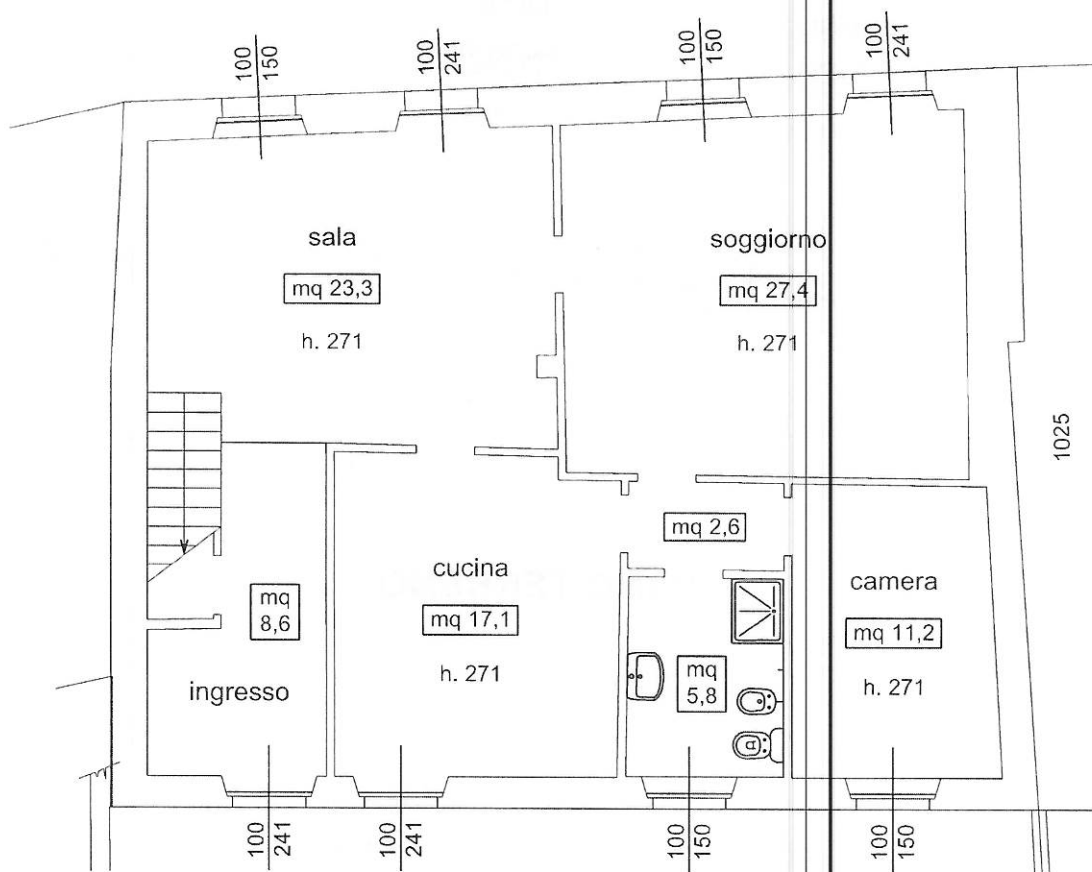 100
150
100
241
100
150
100
241
sala
mq 23,3
h. 271
soggiorno
mq 27,4
h. 271
1025
mq 2,6
cucina
mq 17,1
h. 271
camera
mq 11,2
h. 271
mq
8,6
ingresso
mq
5,8
100
241
100
241
100
150
100
150